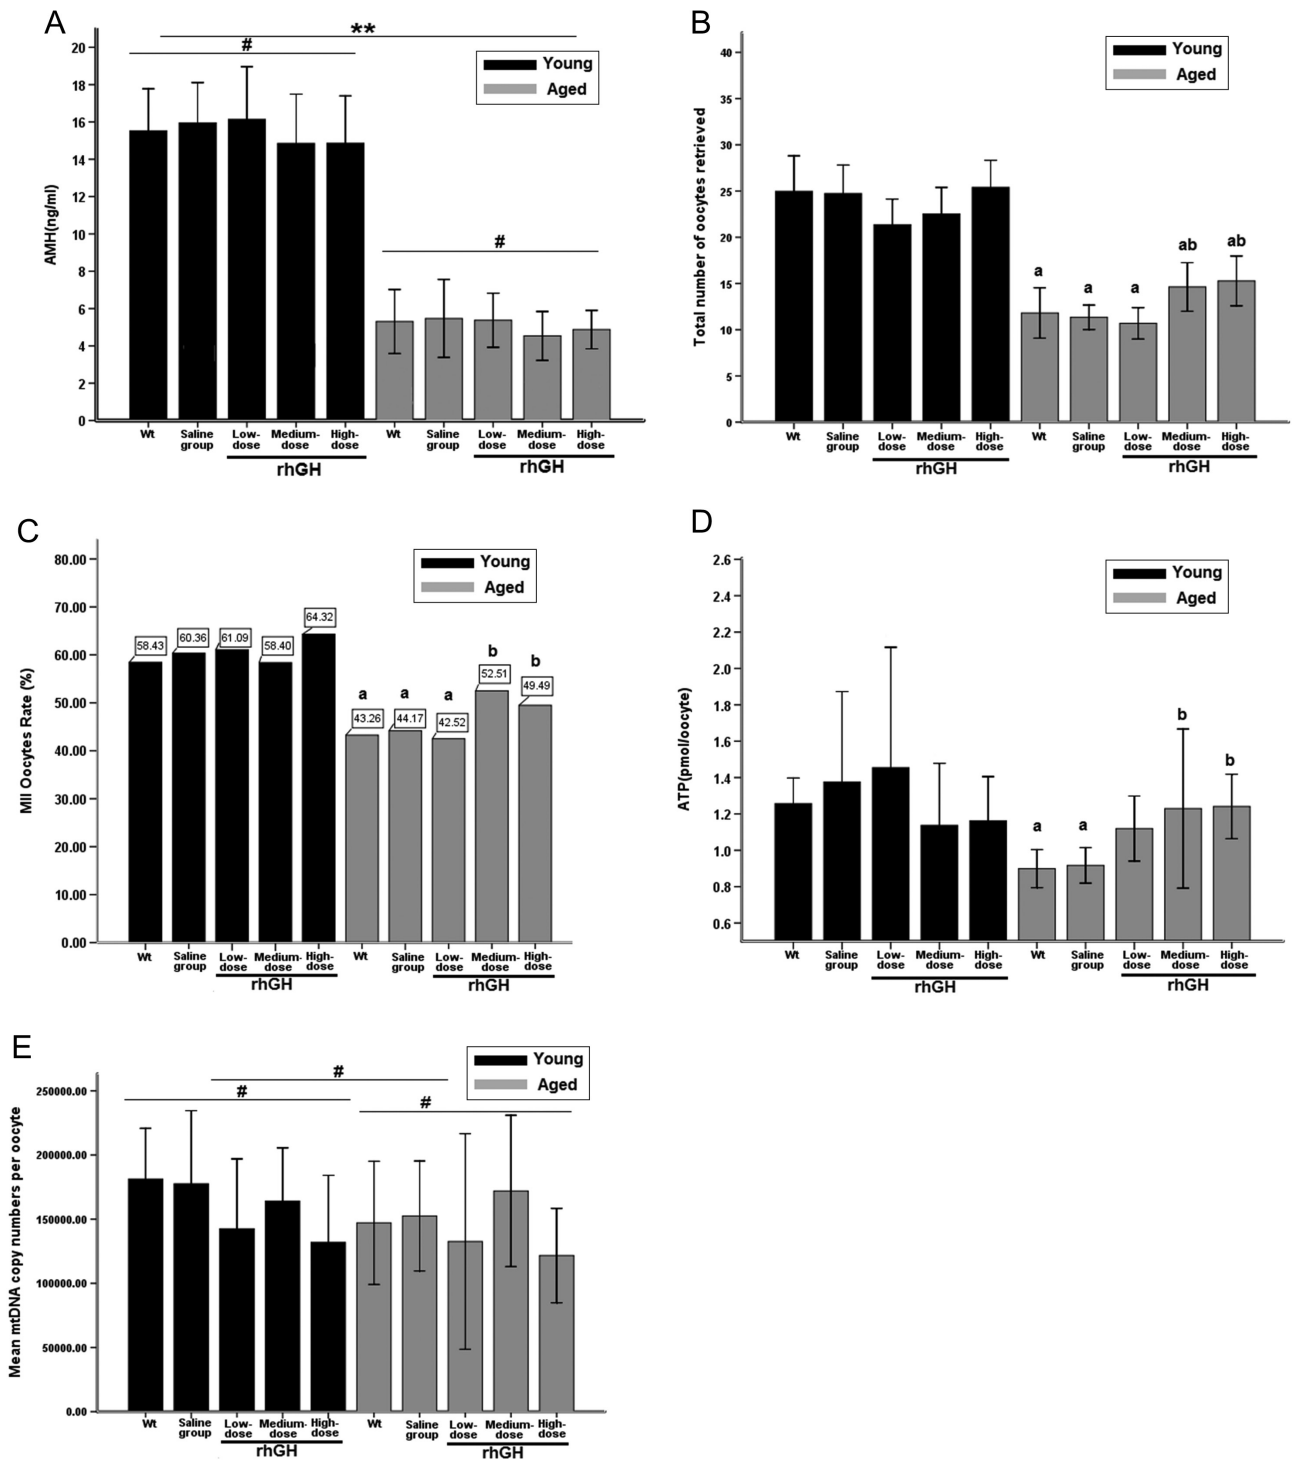 A
**
#
20
18
16
14
12
10
8
6
4
2
0
AMH(ng/ml)
Young
Aged
#
Wt Saline group Low-dose Medium-dose High-dose Wt Saline group Low-dose Medium-dose High-dose
rhGH rhGH
B
40
35
30
25
20
15
10
5
0
Total number of oocytes retrieved
Young
Aged
a a a ab ab
Wt Saline group Low-dose Medium-dose High-dose Wt Saline group Low-dose Medium-dose High-dose
rhGH rhGH
C
80.00
70.00
60.00
50.00
40.00
30.00
20.00
10.00
0.00
MII Oocytes Rate (%)
Young
Aged
58.43 60.36 61.09 58.40 64.32 43.26 44.17 42.52 52.51 49.49
a a a b b
Wt Saline group Low-dose Medium-dose High-dose Wt Saline group Low-dose Medium-dose High-dose
rhGH rhGH
D
2.6
2.4
2.2
2.0
1.8
1.6
1.4
1.2
1.0
0.8
0.6
ATP(pmol/oocyte)
Young
Aged
a a b b
Wt Saline group Low-dose Medium-dose High-dose Wt Saline group Low-dose Medium-dose High-dose
rhGH rhGH
E
250000.00
200000.00
150000.00
100000.00
50000.00
0.00
Mean mtDNA copy numbers per oocyte
Young
Aged
#
#
#
Wt Saline group Low-dose Medium-dose High-dose Wt Saline group Low-dose Medium-dose High-dose
rhGH rhGH